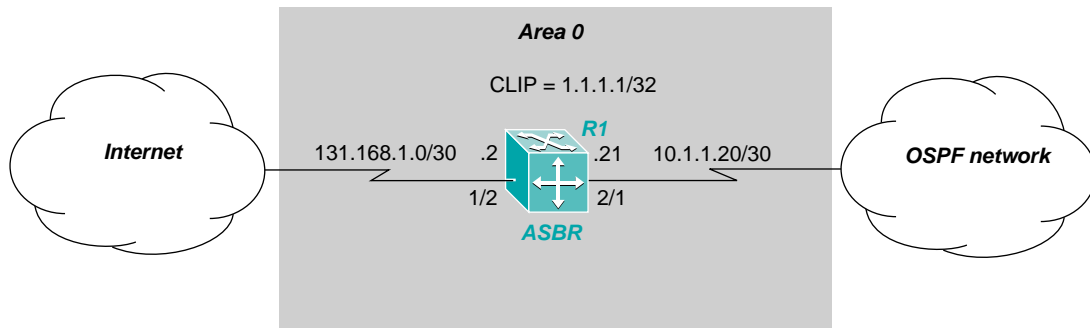 Area 0
CLIP = 1.1.1.1/32
R1
Internet
131.168.1.0/30
.2
.21
10.1.1.20/30
OSPF network
1/2
2/1
ASBR